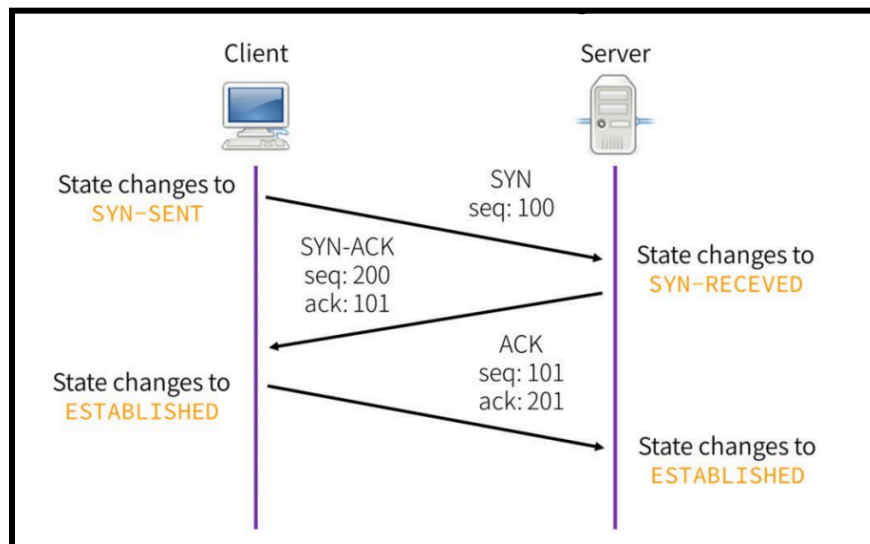 Client
Server
State changes to
SYN-SENT
SYN
seq: 100
SYN-ACK
seq: 200
ack: 101
State changes to
SYN-RECEVED
State changes to
ESTABLISHED
ACK
seq: 101
ack: 201
State changes to
ESTABLISHED